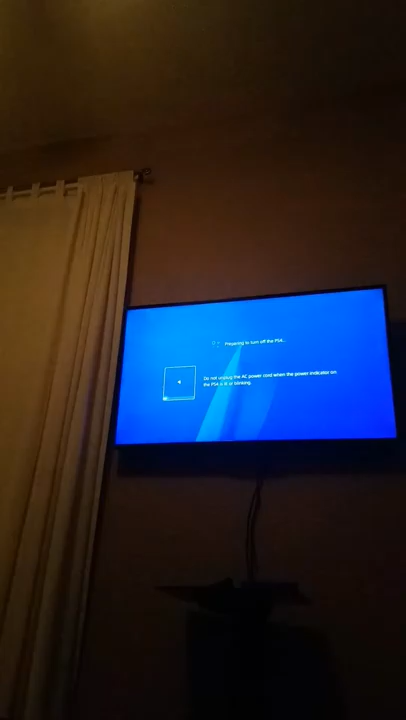 Preparing to turn off the PS4...
Do not unplug the AC power cord when the power indicator on
the PS4 is lit or blinking.